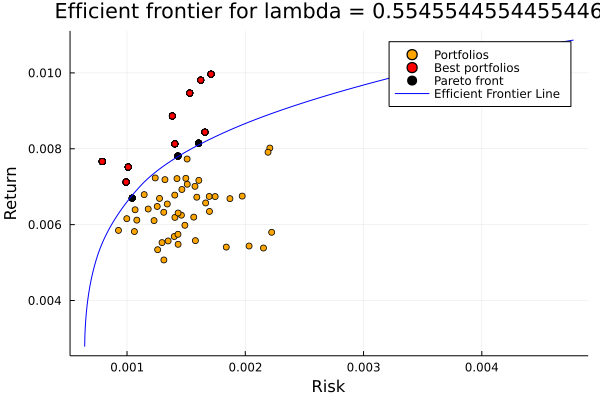 Efficient frontier for lambda = 0.5545544554455446
Portfolios
Best portfolios
Pareto front
Efficient Frontier Line
0.010
0.008
0.006
0.004
Return
0.001
0.002
0.003
0.004
Risk